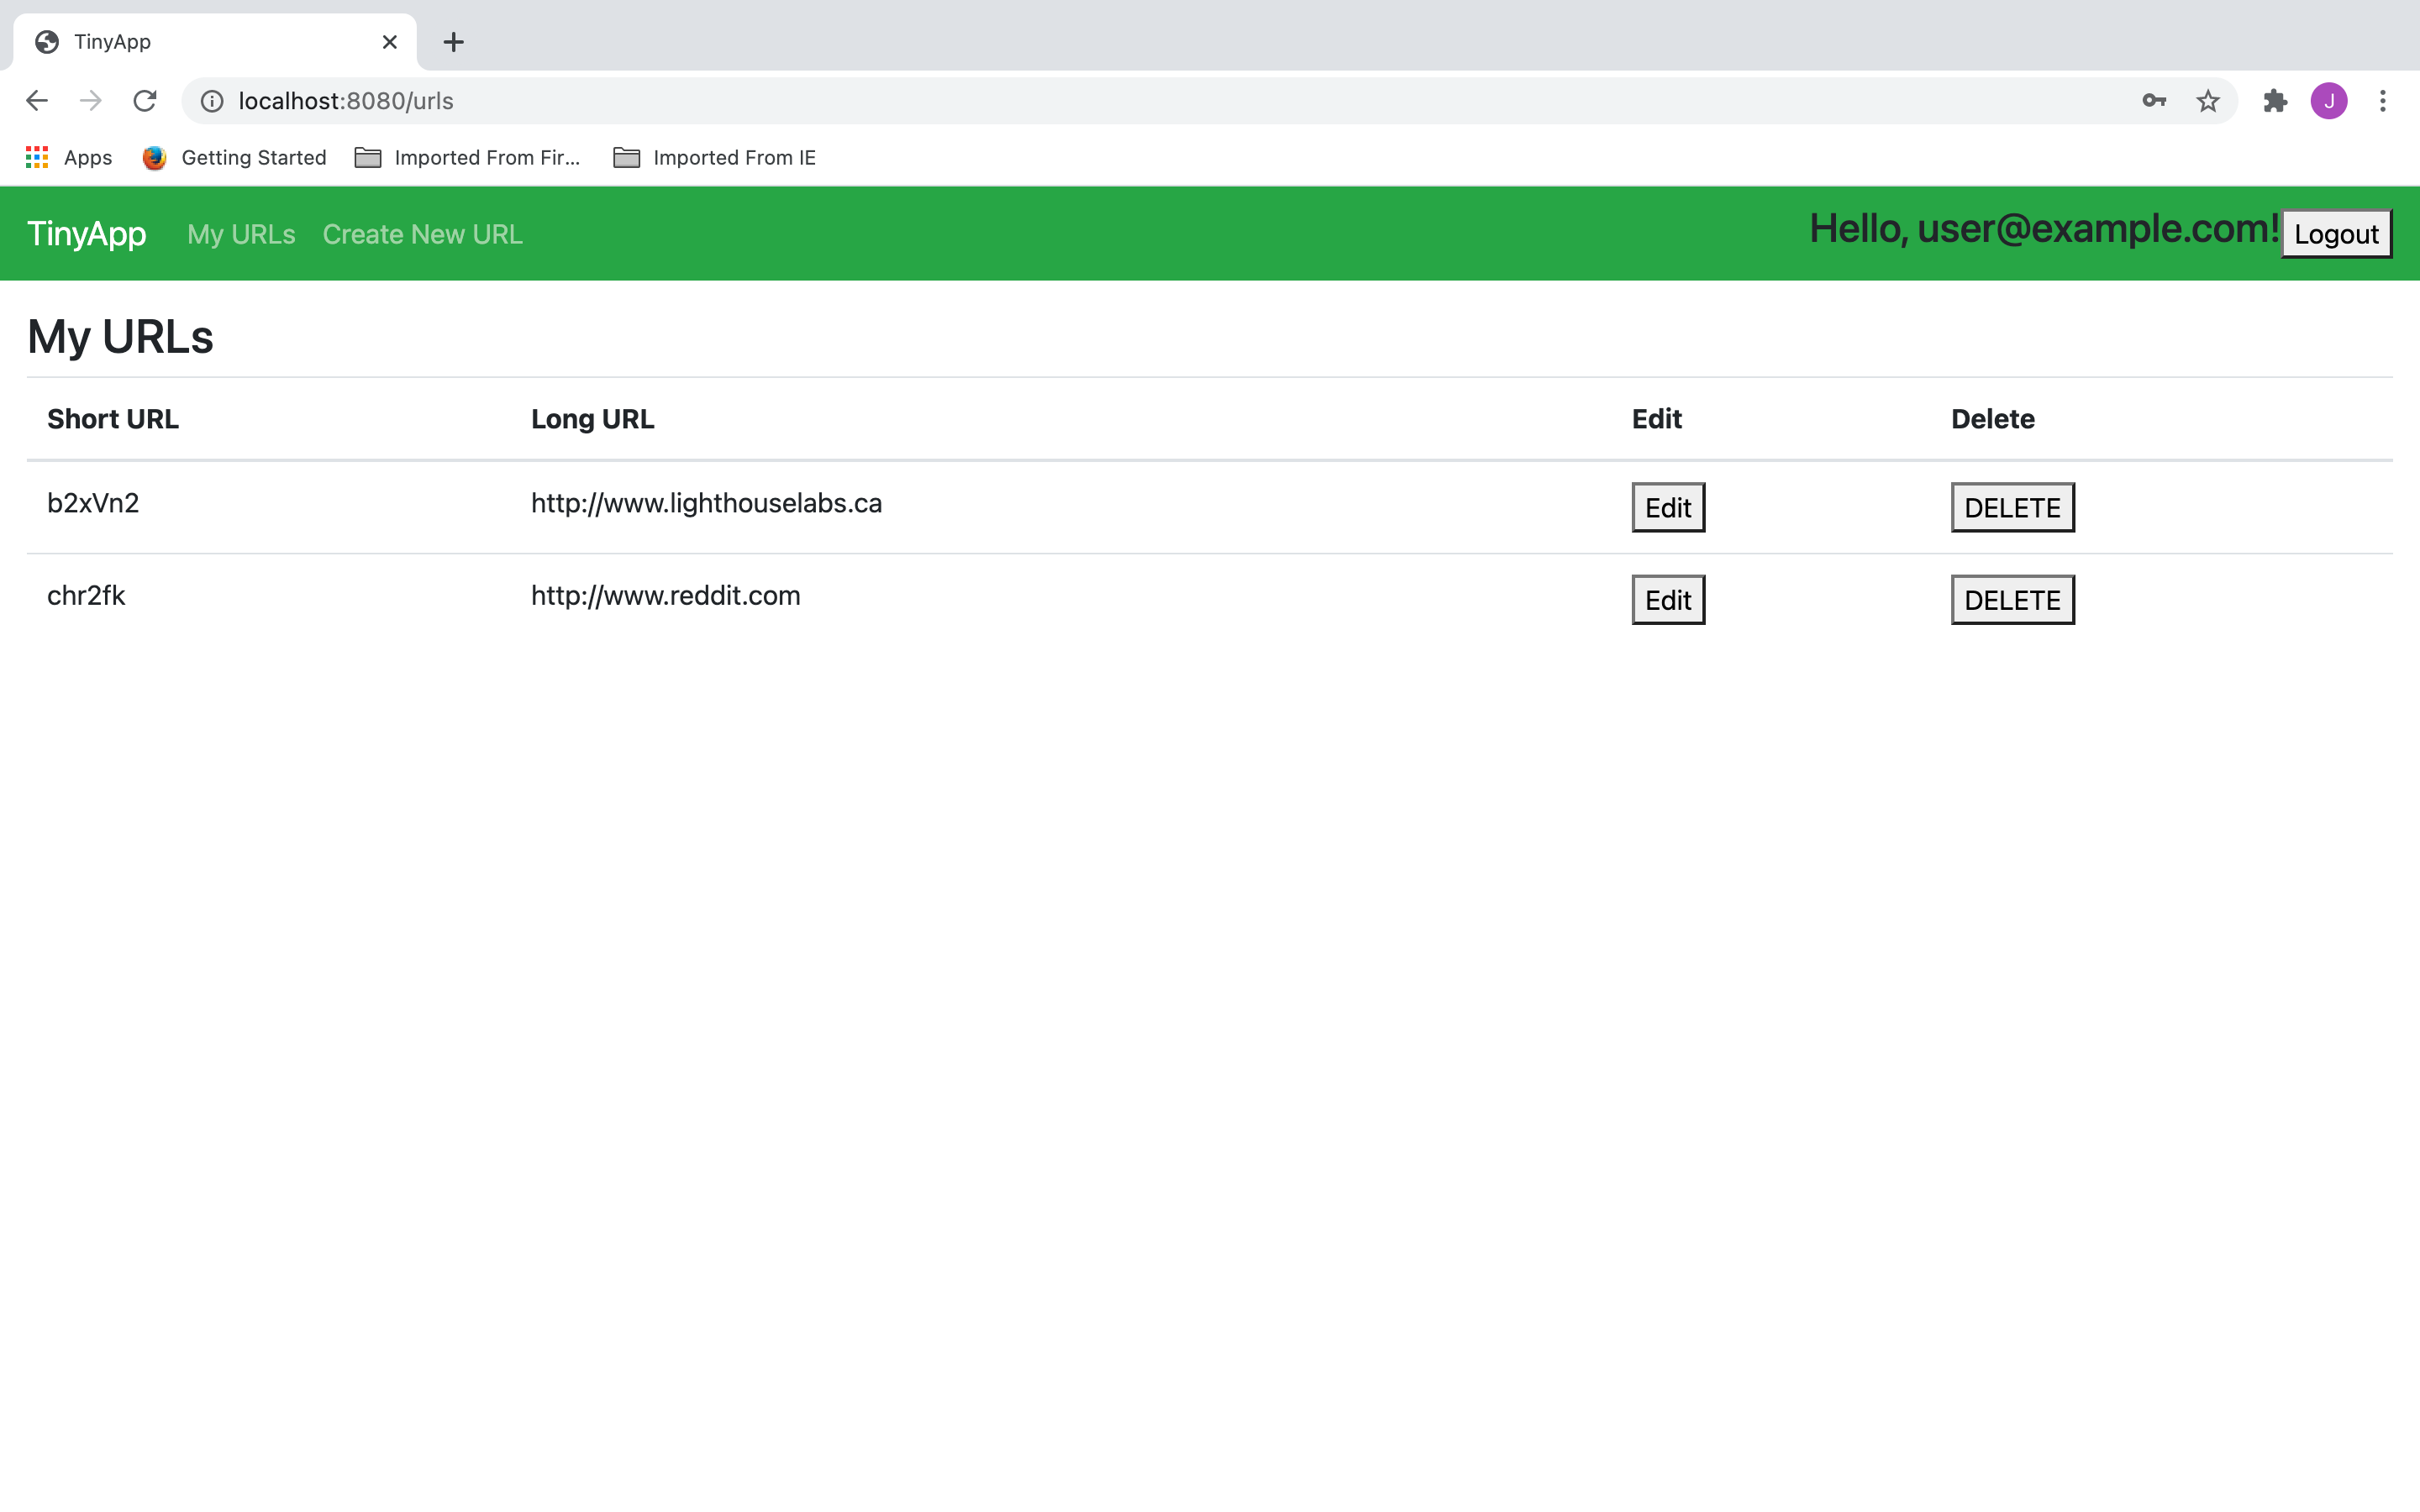 TinyApp
localhost:8080/urls
J
Apps Getting Started Imported From Fir... Imported From IE
TinyApp My URLs Create New URL Hello, user@example.com! Logout
My URLs
Short URL Long URL Edit Delete
b2xVn2 http://www.lighthouselabs.ca Edit DELETE
chr2fk http://www.reddit.com Edit DELETE